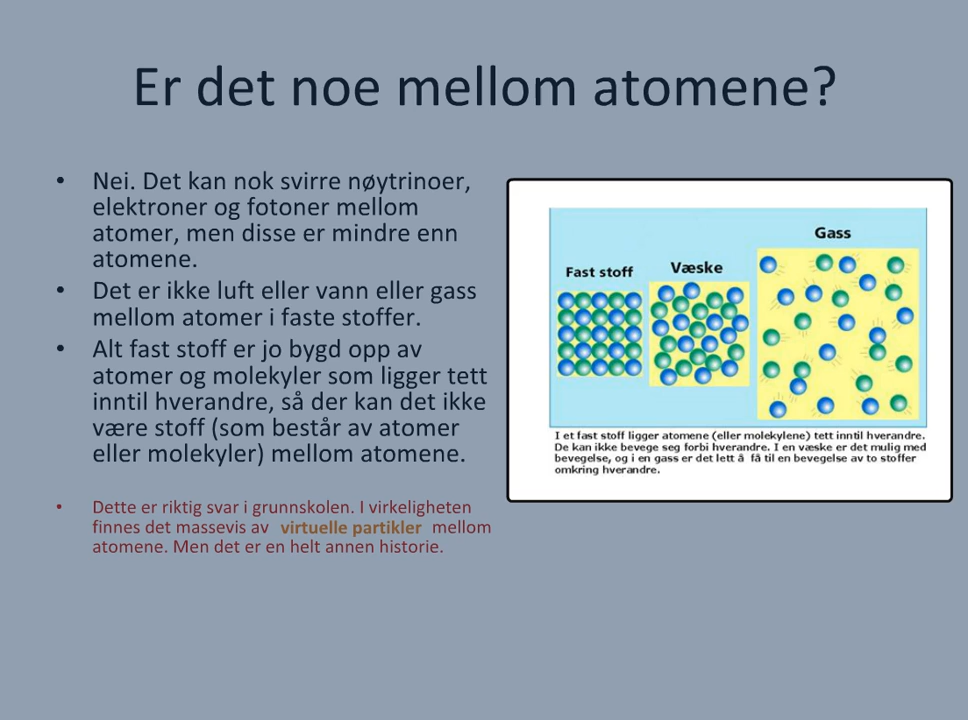 Er det noe mellom atomene?
• Nei. Det kan nok svirre nøytrinoer,
elektroner og fotoner mellom
atomer, men disse er mindre enn
atomene.
• Det er ikke luft eller vann eller gass
mellom atomer i faste stoffer.
• Alt fast stoff er jo bygd opp av
atomer og molekyler som ligger tett
inntil hverandre, så der kan det ikke
være stoff (som består av atomer
eller molekyler) mellom atomene.
• Dette er riktig svar i grunnskolen. I virkeligheten
finnes det massevis av virtuelle partikler mellom
atomene. Men det er en helt annen historie.
Fast stoff
Væske
Gass
I et fast stoff ligger atomene (eller molekylene) tett inntil hverandre.
De kan ikke bevege seg forbi hverandre. I en væske er det mulig med
bevegelse, og i en gass er det lett å få til en bevegelse av to stoffer
omkring hverandre.